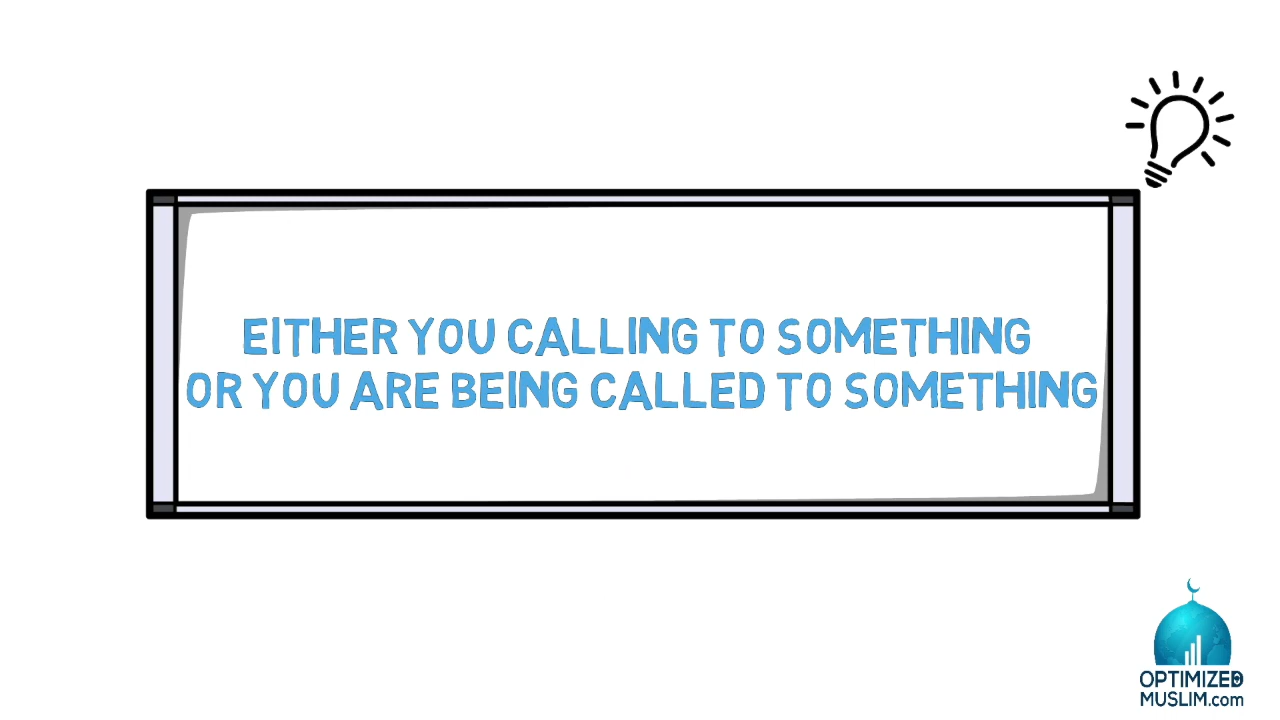 EITHER YOU CALLING TO SOMETHING
OR YOU ARE BEING CALLED TO SOMETHING
OPTIMIZED
MUSLIM.com